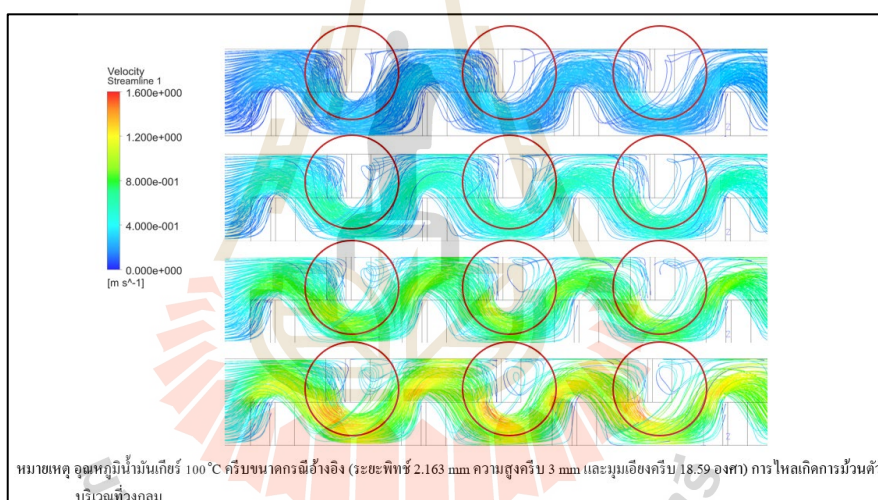 Velocity
Streamline 1
1.600e+000
1.200e+000
8.000e-001
4.000e-001
0.000e+000
[m s^-1]
หมายเหตุ อุณหภูมิน้ำมันเกียร์ 100 °C ครีบขนาดกรณีอ้างอิง (ระยะพิทช์ 2.163 mm ความสูงครีบ 3 mm และมุมเอียงครีบ 18.59 องศา) การไหลเกิดการม้วนตัว
บริเวณที่วงกลม